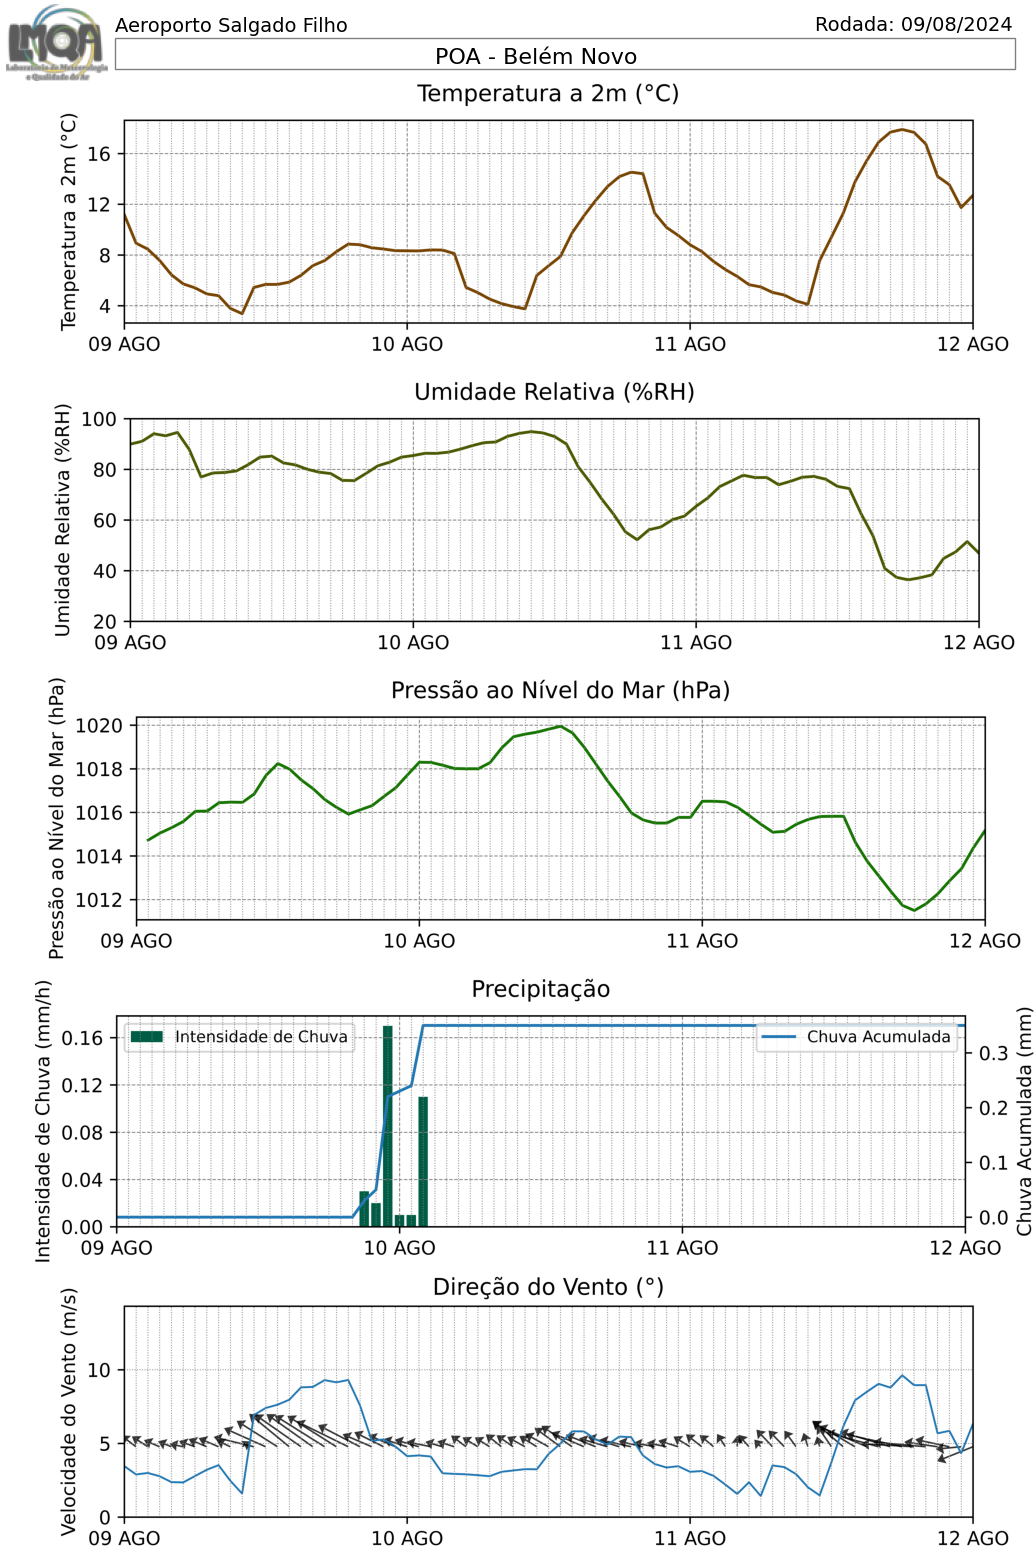 LMQA
Laboratório de Meteorologia
e Qualidade do Ar
Aeroporto Salgado Filho
Rodada: 09/08/2024
POA - Belém Novo
Temperatura a 2m (°C)
Temperatura a 2m (°C)
16
12
8
4
09 AGO 10 AGO 11 AGO 12 AGO
Umidade Relativa (%RH)
Umidade Relativa (%RH)
100
80
60
40
20
09 AGO 10 AGO 11 AGO 12 AGO
Pressão ao Nível do Mar (hPa)
Pressão ao Nível do Mar (hPa)
1020
1018
1016
1014
1012
09 AGO 10 AGO 11 AGO 12 AGO
Precipitação
Intensidade de Chuva (mm/h)
0.16
0.12
0.08
0.04
0.00
Intensidade de Chuva
Chuva Acumulada
0.3
0.2
0.1
0.0
Chuva Acumulada (mm)
09 AGO 10 AGO 11 AGO 12 AGO
Direção do Vento (°)
Velocidade do Vento (m/s)
10
5
0
09 AGO 10 AGO 11 AGO 12 AGO